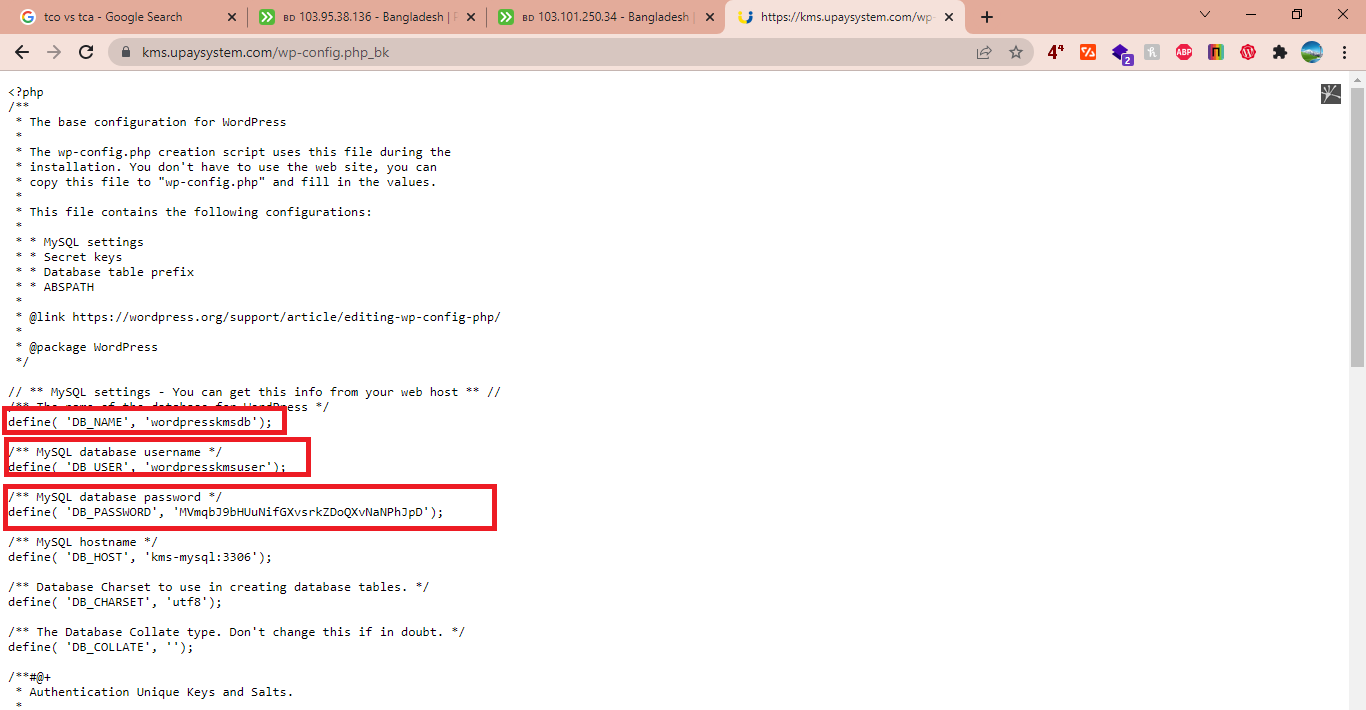 tco vs tca - Google Search
BD 103.95.38.136 - Bangladesh |
BD 103.101.250.34 - Bangladesh |
https://kms.upaysystem.com/wp-
kms.upaysystem.com/wp-config.php_bk
<?php
/**
 * The base configuration for WordPress
 *
 * The wp-config.php creation script uses this file during the
 * installation. You don't have to use the web site, you can
 * copy this file to "wp-config.php" and fill in the values.
 *
 * This file contains the following configurations:
 *
 * * MySQL settings
 * * Secret keys
 * * Database table prefix
 * * ABSPATH
 *
 * @link https://wordpress.org/support/article/editing-wp-config-php/
 *
 * @package WordPress
 */
// ** MySQL settings - You can get this info from your web host ** //
/** The name of the database for WordPress */
define( 'DB_NAME', 'wordpresskmsdb');
/** MySQL database username */
define( 'DB_USER', 'wordpresskmsuser');
/** MySQL database password */
define( 'DB_PASSWORD', 'MVmqbJ9bHUuNifGXvsrkZDoQXvNaNPhJpD');
/** MySQL hostname */
define( 'DB_HOST', 'kms-mysql:3306');
/** Database Charset to use in creating database tables. */
define( 'DB_CHARSET', 'utf8');
/** The Database Collate type. Don't change this if in doubt. */
define( 'DB_COLLATE', '');
/**#@+
 * Authentication Unique Keys and Salts.
 *